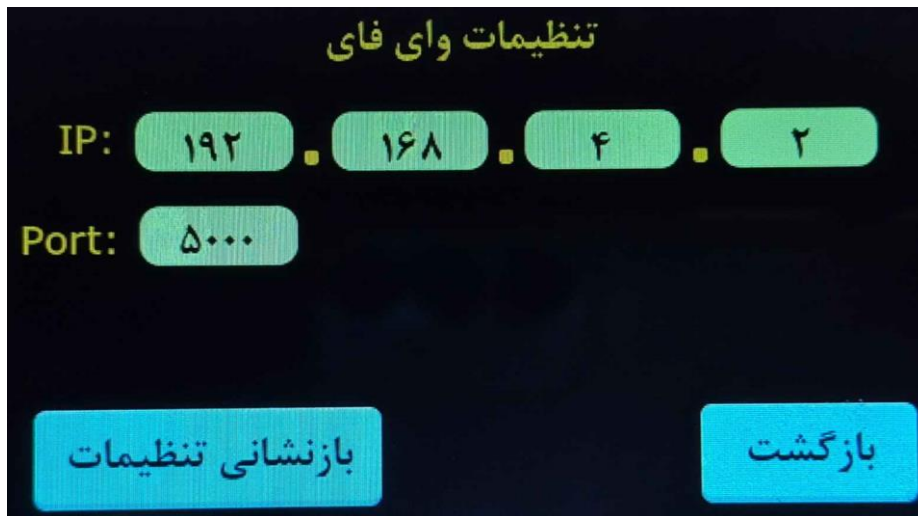 تنظیمات وای فای
IP: ۱۹۲ . ۱۶۸ . ۴ . ۲
Port: ۵۰۰۰
بازنشانی تنظیمات
بازگشت